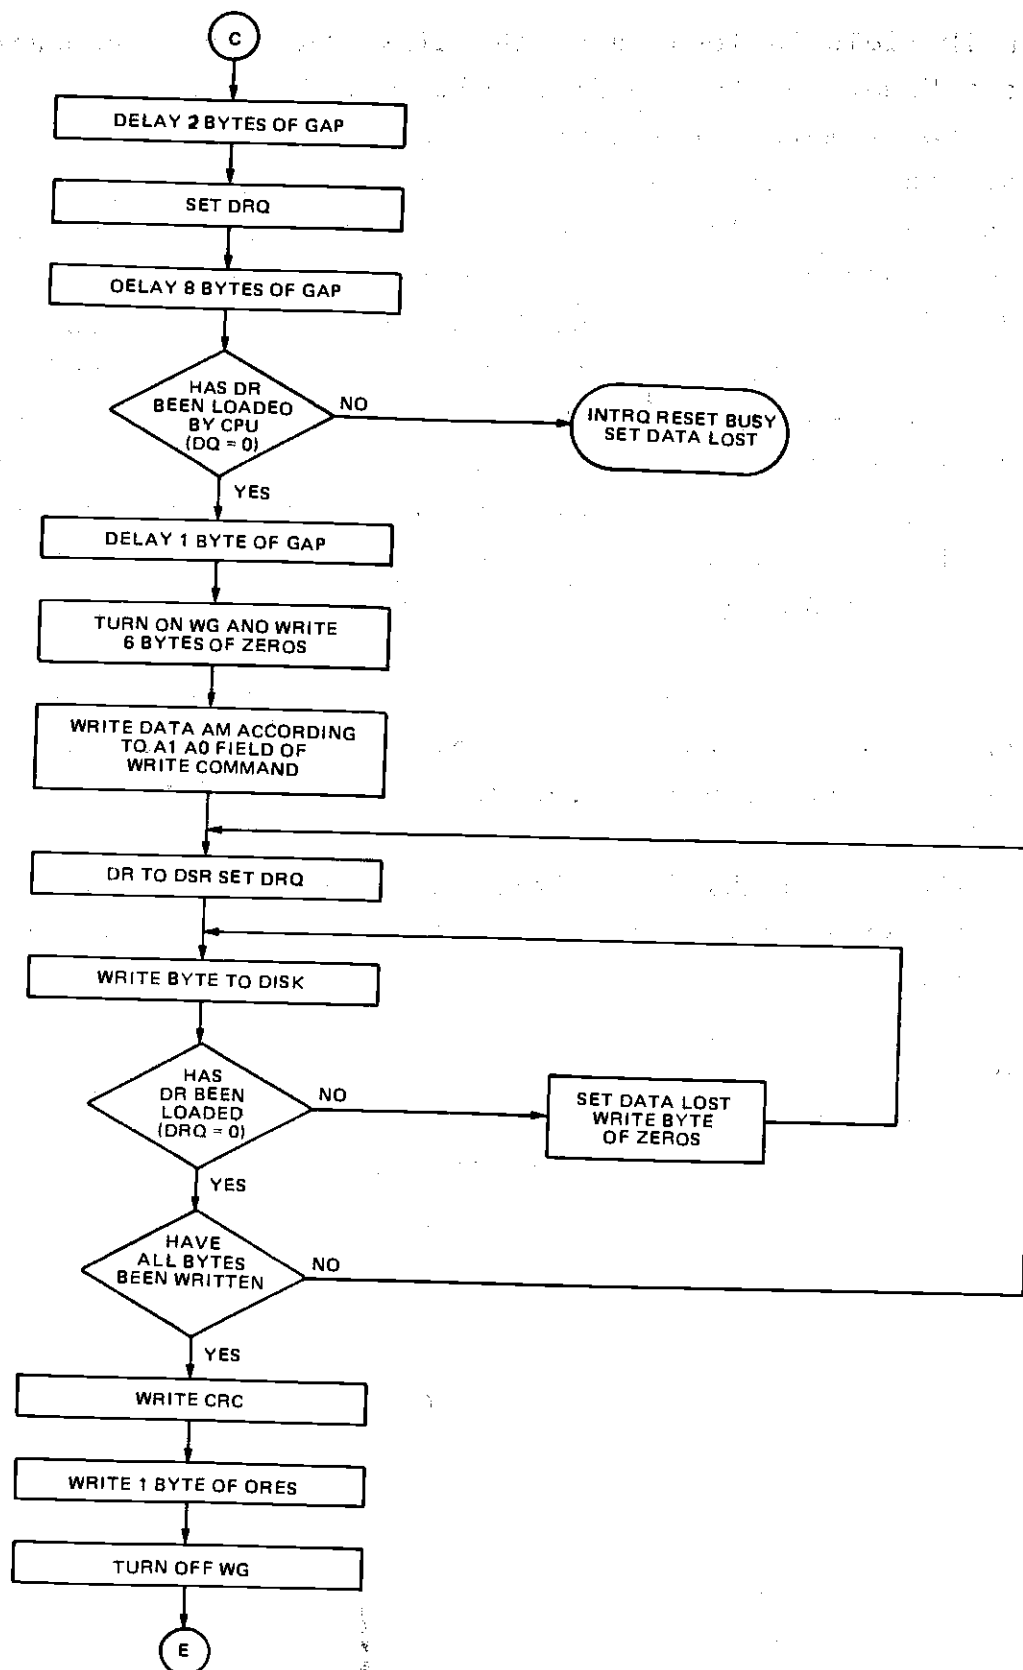 C
DELAY 2 BYTES OF GAP
SET DRQ
OELAY 8 BYTES OF GAP
HAS DR
BEEN LOADED
BY CPU
(DQ = 0)
NO
INTRQ RESET BUSY
SET DATA LOST
YES
DELAY 1 BYTE OF GAP
TURN ON WG AND WRITE
6 BYTES OF ZEROS
WRITE DATA AM ACCORDING
TO A1 A0 FIELD OF
WRITE COMMAND
DR TO DSR SET DRQ
WRITE BYTE TO DISK
HAS
DR BEEN
LOADED
(DRQ = 0)
NO
SET DATA LOST
WRITE BYTE
OF ZEROS
YES
HAVE
ALL BYTES
BEEN WRITTEN
NO
YES
WRITE CRC
WRITE 1 BYTE OF ORES
TURN OFF WG
E